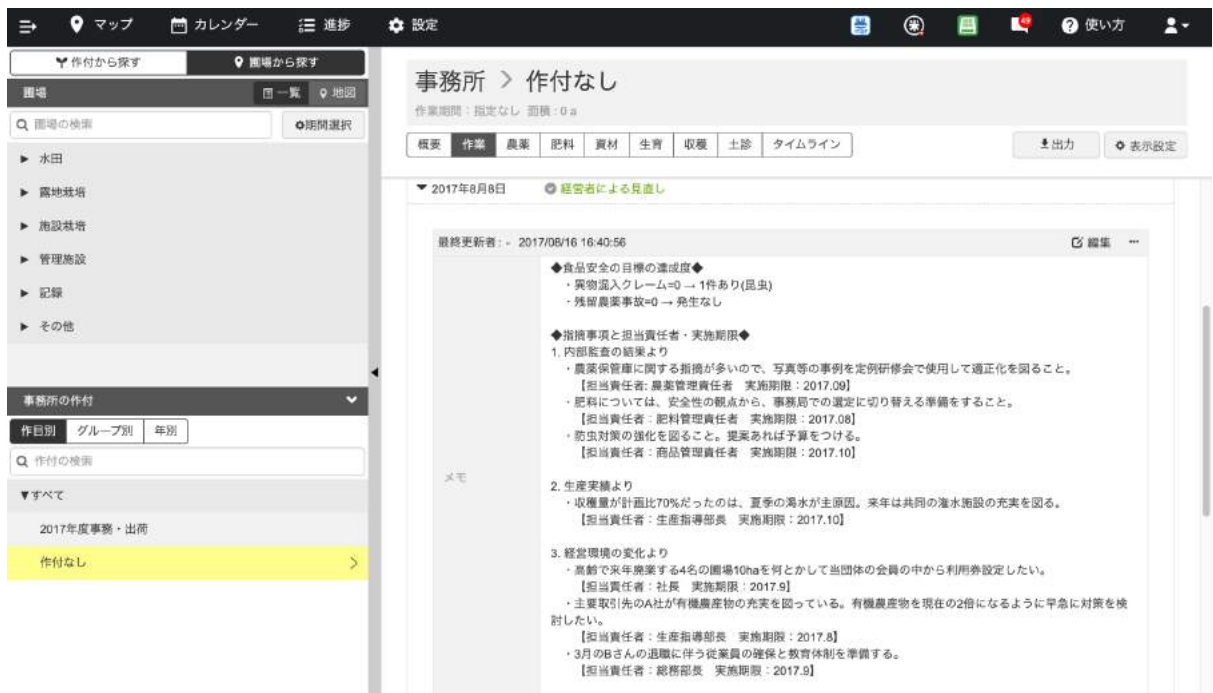 マップ
カレンダー
進捗
設定
49
使い方
作付から探す
圃場から探す
圃場
一覧
地図
圃場の検索
期間選択
▶ 水田
▶ 露地栽培
▶ 施設栽培
▶ 管理施設
▶ 記録
▶ その他
事務所の作付
作目別 グループ別 年別
作付の検索
▼すべて
2017年度事務・出荷
作付なし
事務所 > 作付なし
作業期間：指定なし 面積：0 a
概要 作業 農薬 肥料 資材 生育 収穫 土診 タイムライン
出力
表示設定
▼ 2017年8月8日 経営者による見直し
最終更新者： - 2017/08/16 16:40:56
編集 ...
メモ
◆食品安全の目標の達成度◆
・異物混入クレーム=0 → 1件あり(昆虫)
・残留農薬事故=0 → 発生なし
◆指摘事項と担当責任者・実施期限◆
1. 内部監査の結果より
・農薬保管庫に関する指摘が多いので、写真等の事例を定例研修会で使用して適正化を図ること。
【担当責任者: 農薬管理責任者　実施期限：2017.09】
・肥料については、安全性の観点から、事務局での選定に切り替える準備をすること。
【担当責任者：肥料管理責任者　実施期限：2017.08】
・防虫対策の強化を図ること。提案あれば予算をつける。
【担当責任者：商品管理責任者　実施期限：2017.10】
2. 生産実績より
・収穫量が計画比70%だったのは、夏季の渇水が主原因。来年は共同の潅水施設の充実を図る。
【担当責任者：生産指導部長　実施期限：2017.10】
3. 経営環境の変化より
・高齢で来年廃業する4名の圃場10haを何とかして当団体の会員の中から利用券設定したい。
【担当責任者：社長　実施期限：2017.9】
・主要取引先のA社が有機農産物の充実を図っている。有機農産物を現在の2倍になるように早急に対策を検
討したい。
【担当責任者：生産指導部長　実施期限：2017.8】
・3月のBさんの退職に伴う従業員の確保と教育体制を準備する。
【担当責任者：総務部長　実施期限：2017.9】